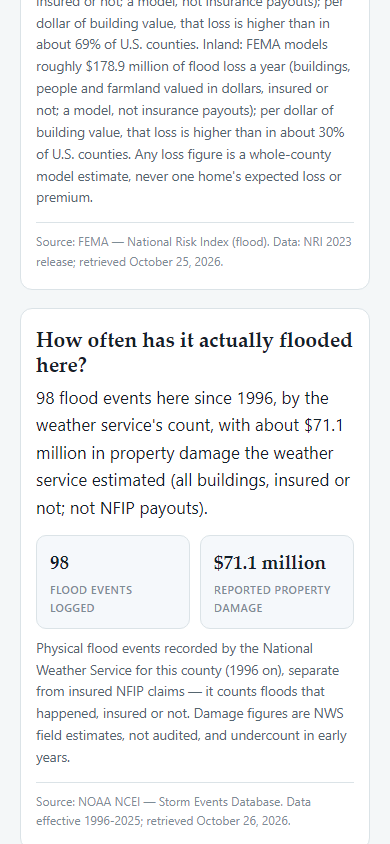 insured or not; a model, not insurance payouts); per
dollar of building value, that loss is higher than in
about 69% of U.S. counties. Inland: FEMA models
roughly $178.9 million of flood loss a year (buildings,
people and farmland valued in dollars, insured or
not; a model, not insurance payouts); per dollar of
building value, that loss is higher than in about 30%
of U.S. counties. Any loss figure is a whole-county
model estimate, never one home's expected loss or
premium.
Source: FEMA — National Risk Index (flood). Data: NRI 2023
release; retrieved October 25, 2026.
How often has it actually flooded
here?
98 flood events here since 1996, by the
weather service's count, with about $71.1
million in property damage the weather
service estimated (all buildings, insured or
not; not NFIP payouts).
98
FLOOD EVENTS
LOGGED
$71.1 million
REPORTED PROPERTY
DAMAGE
Physical flood events recorded by the National
Weather Service for this county (1996 on), separate
from insured NFIP claims — it counts floods that
happened, insured or not. Damage figures are NWS
field estimates, not audited, and undercount in early
years.
Source: NOAA NCEI — Storm Events Database. Data
effective 1996-2025; retrieved October 26, 2026.